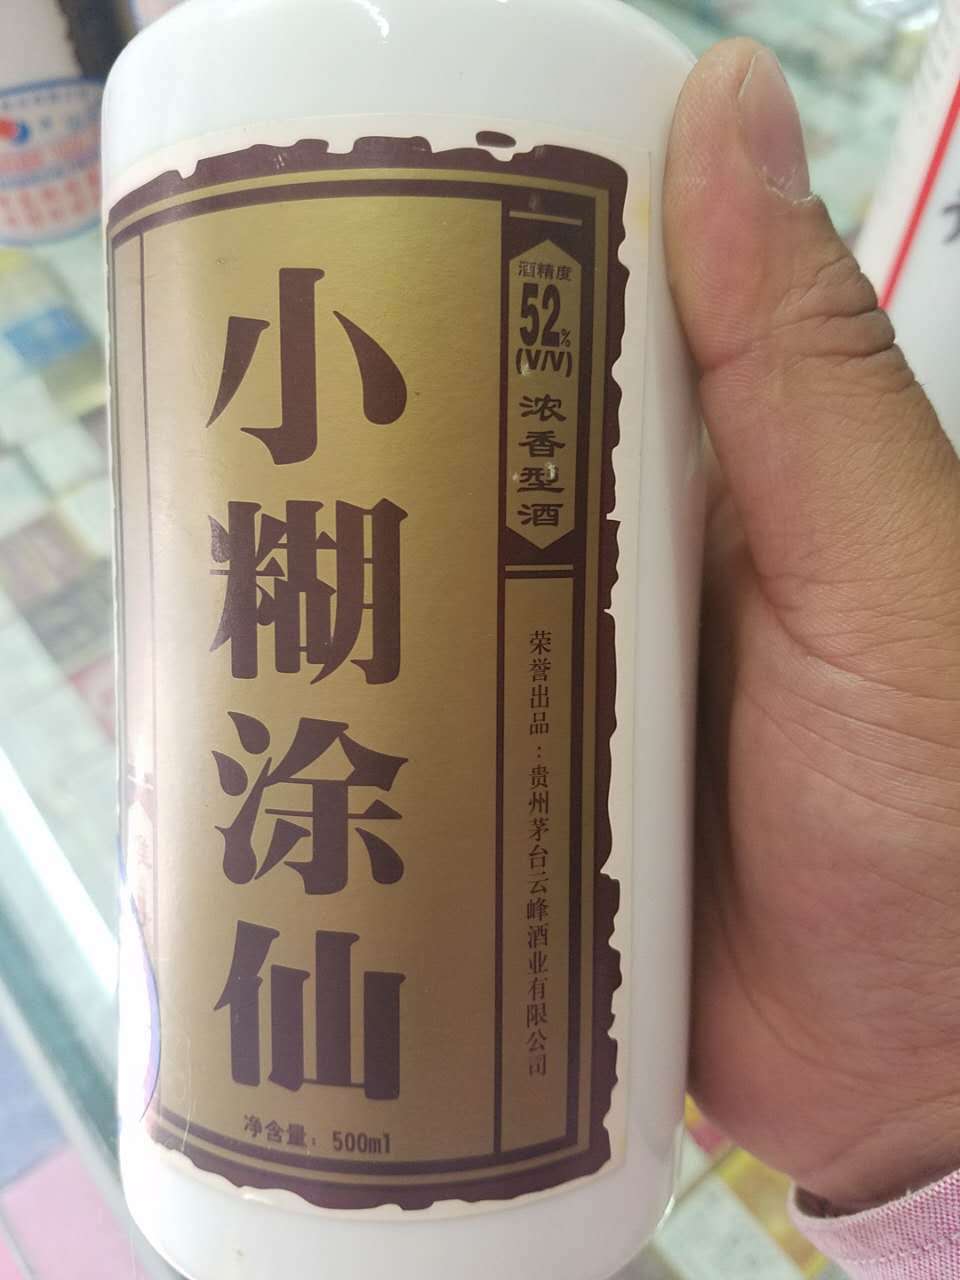 小糊涂仙
酒精度
52%
(V/V)
浓香型酒
荣誉出品：贵州茅台云峰酒业有限公司
净含量：500ml